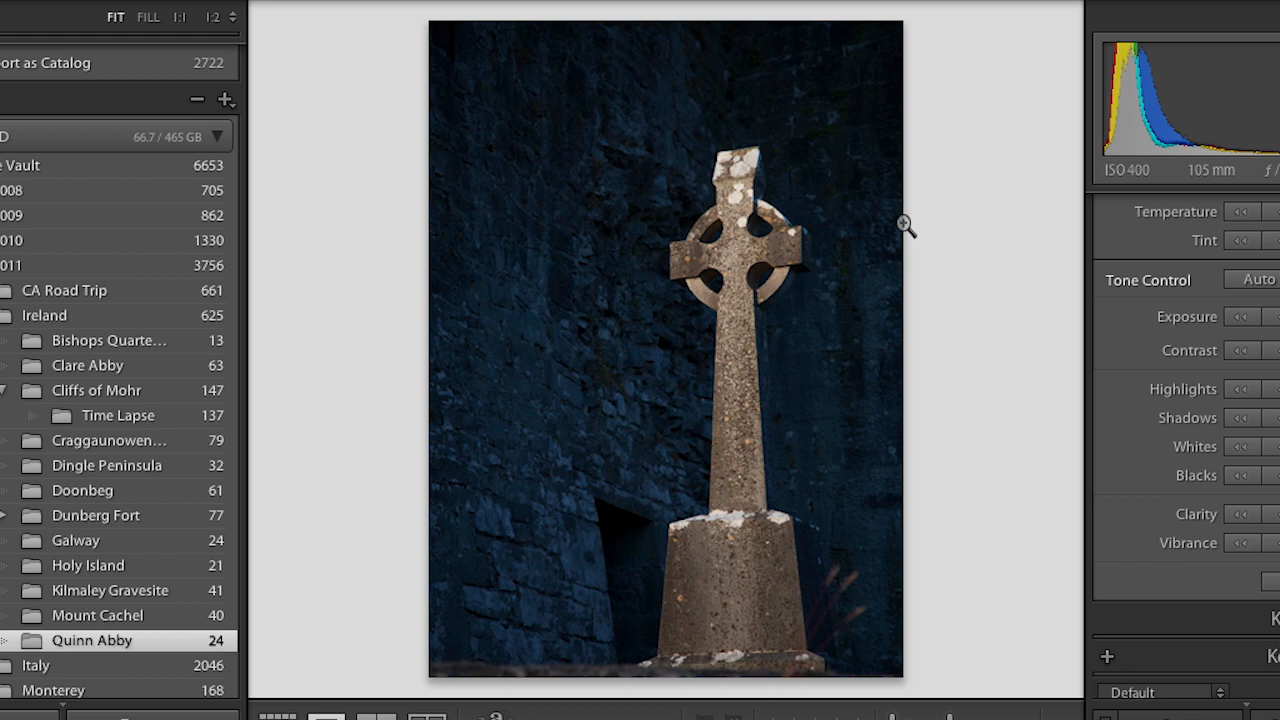 FIT FILL 1:1 1:2
ort as Catalog 2722
66.7 / 465 GB
Vault 6653
008 705
009 862
010 1330
011 3756
CA Road Trip 661
Ireland 625
Bishops Quarte... 13
Clare Abby 63
Cliffs of Mohr 147
Time Lapse 137
Craggaunowen... 79
Dingle Peninsula 32
Doonbeg 61
Dunberg Fort 77
Galway 24
Holy Island 21
Kilmaley Gravesite 41
Mount Cachel 40
Quinn Abby 24
Italy 2046
Monterey 168
ISO 400 105 mm ƒ /
Temperature
Tint
Tone Control Auto
Exposure
Contrast
Highlights
Shadows
Whites
Blacks
Clarity
Vibrance
K
Ke
Default